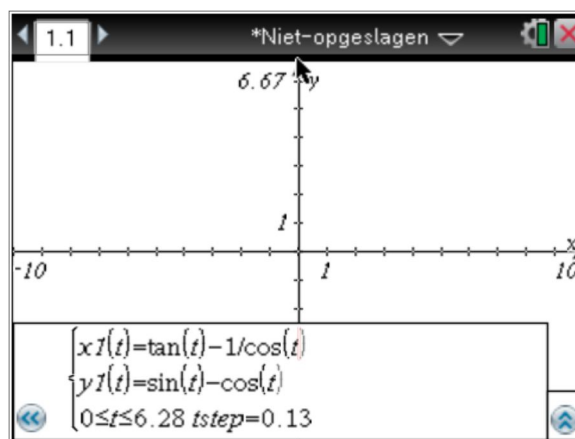 1.1 *Niet-opgeslagen
6.67 y
1
x
-10 1 10
x1(t)=tan(t)-1/cos(t)
y1(t)=sin(t)-cos(t)
0≤t≤6.28 tstep=0.13